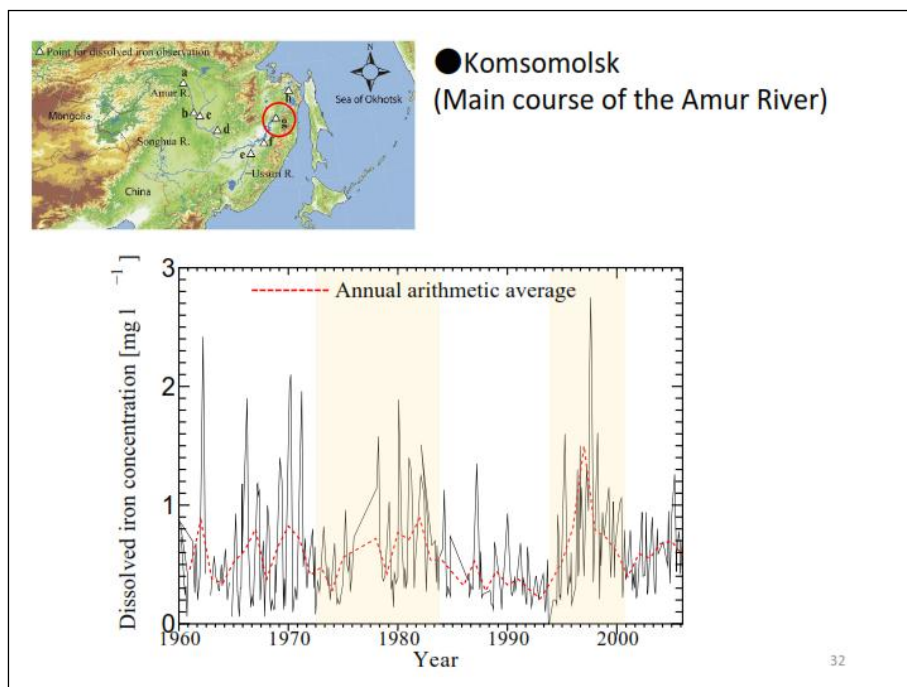 △Point for dissolved iron observation
N
a
Amur R.
h
Sea of Okhotsk
Mongolia
b
c
d
g
Songhua R.
f
e
Ussuri R.
China
●Komsomolsk
(Main course of the Amur River)
Dissolved iron concentration [mg l⁻¹]
3
2
1
0
Annual arithmetic average
1960
1970
1980
1990
2000
Year
32